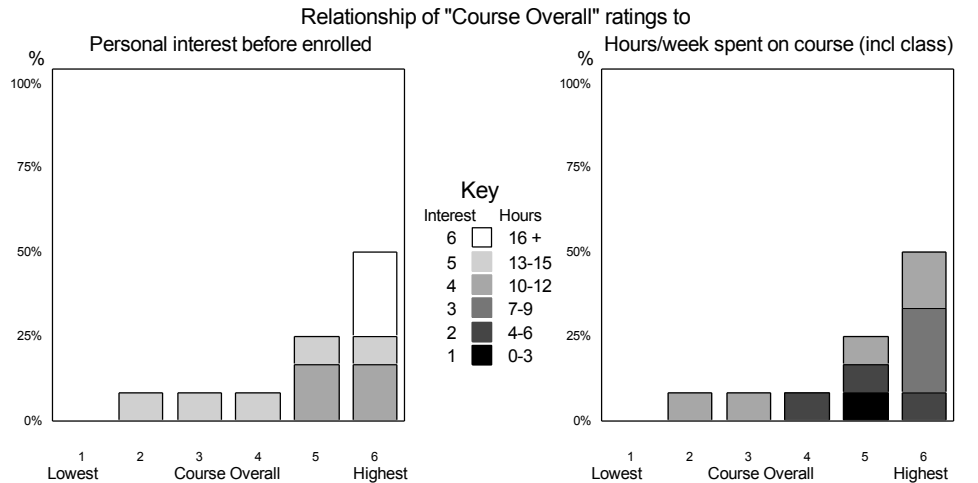 Relationship of "Course Overall" ratings to
Personal interest before enrolled
%
100%
75%
50%
25%
0%
1 2 3 4 5 6
Lowest Course Overall Highest
Key
Interest Hours
6 16 +
5 13-15
4 10-12
3 7-9
2 4-6
1 0-3
Hours/week spent on course (incl class)
%
100%
75%
50%
25%
0%
1 2 3 4 5 6
Lowest Course Overall Highest